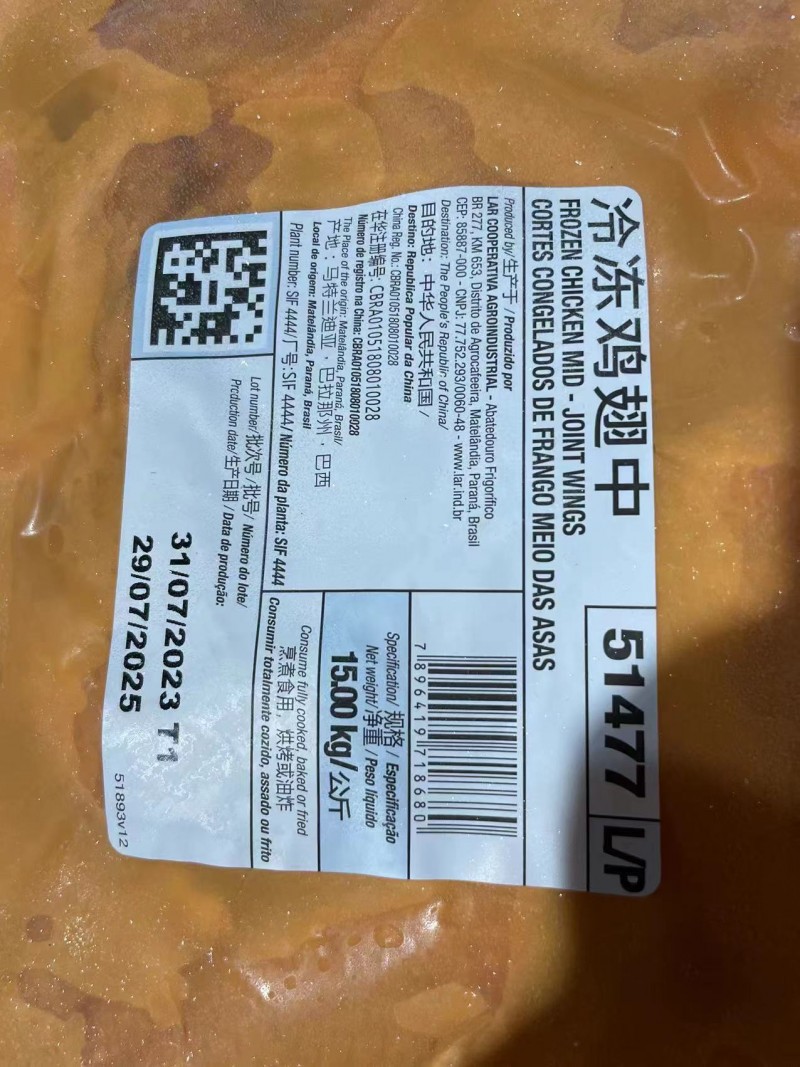 冷冻鸡翅中
51477 L/P
FROZEN CHICKEN MID - JOINT WINGS
CORTES CONGELADOS DE FRANGO MEIO DAS ASAS
Produced by/生产于/Produzido por
LAR COOPERATIVA AGROINDUSTRIAL - Abatedouro Frigorífico
BR 277, KM 653, Distrito de Agrocafeeira, Matelândia, Paraná, Brasil
CEP: 85887-000 - CNPJ: 77.752.293/0060-48 - www.lar.ind.br
Destination: The People's Republic of China/
目的地：中华人民共和国/
Destino: Republica Popular da China
China Reg. No.: CBRA01051808010028
在华注册编号: CBRA01051808010028
Número de registro na China: CBRA01051808010028
The Place of the origin: Matelândia, Paraná, Brasil/
产地：马特兰迪亚 · 巴拉那州 · 巴西
Local de origem: Matelândia, Paraná, Brasil
Plant number: SIF 4444/厂号:SIF 4444/ Número da planta: SIF 4444
7896419718680
Specification/ 规格 / Especificação
Net weight/净重 / Peso líquido
15.00 kg/公斤
Consume fully cooked, baked or fried
烹煮食用, 烘烤或油炸
Consumir totalmente cozido, assado ou frito
Lot number/批次号/批号/ Número do lote/
Production date/生产日期 / Data de produção:
31/07/2023 T1
29/07/2025
51893v12